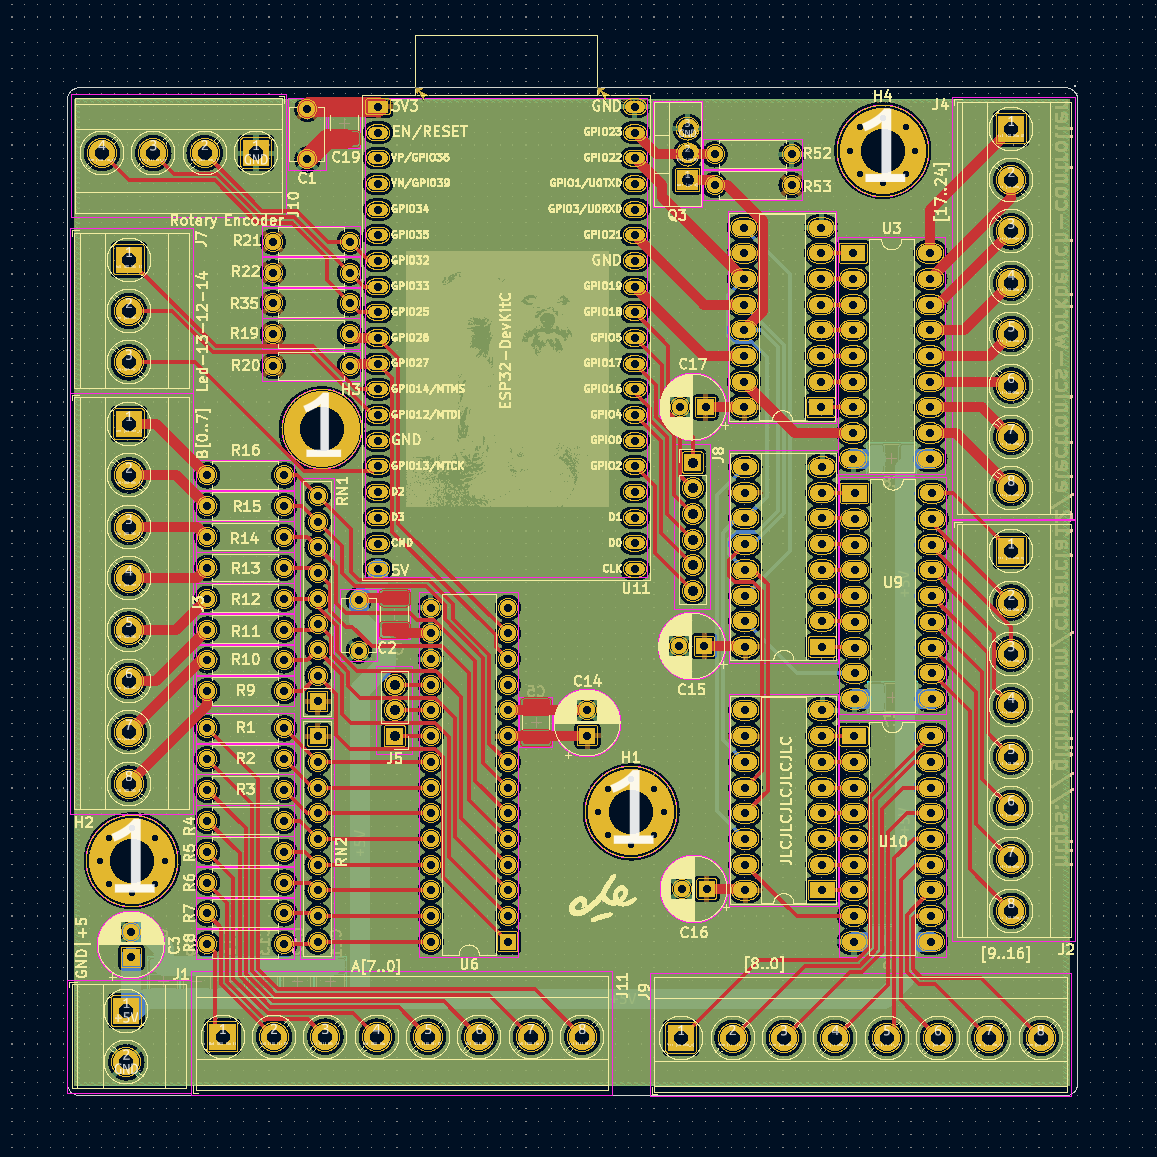 H4
J4
3V3
GND
EN/RESET
GPIO23
C19
VP/GPIO36
GPIO22
R52
C1
VN/GPIO39
GPIO1/U0TXD
R53
[17..24]
J10
GPIO34
GPIO3/U0RXD
Q3
Rotary Encoder
U3
J7
R21
GPIO35
GPIO21
R22
GPIO32
GND
R35
GPIO33
GPIO19
Led-13-12-14
GPIO25
GPIO18
R19
GPIO26
GPIO5
ESP32-DevKitC
R20
GPIO27
GPIO17
C17
H3
GPIO14/MTMS
GPIO16
GPIO12/MTDI
GPIO4
B[0..7]
GND
GPIO0
R16
GPIO13/MTCK
GPIO2
J8
RN1
D2
R15
D3
D1
R14
CMD
D0
R13
5V
CLK
U11
U9
R12
J3
R11
C2
R10
C14
C15
R9
C5
R1
J5
R2
H1
R3
H2
R4
R5
RN2
JLCJLCJLCJLCJLC
U10
R6
R7
R8
C3
C16
GND|+5
A[7..0]
U6
[8..0]
[9..16]
J2
J1
J11
J9
+5V
GND